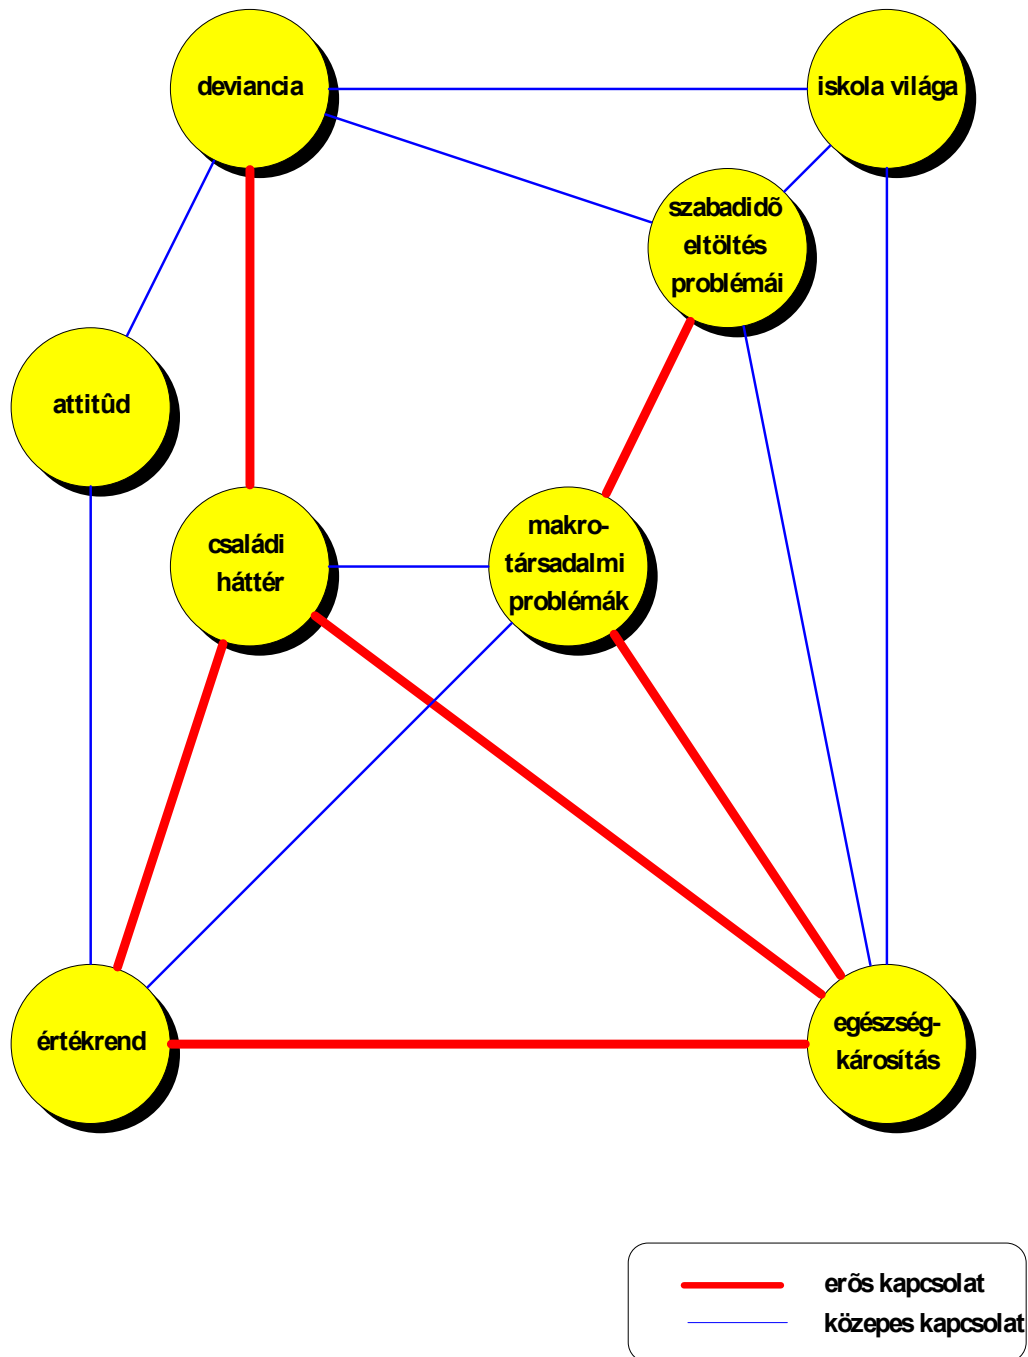 deviancia
iskola világa
szabadidõ
eltöltés
problémái
attitûd
családi
háttér
makro-
társadalmi
problémák
értékrend
egészség-
károsítás
erõs kapcsolat
közepes kapcsolat